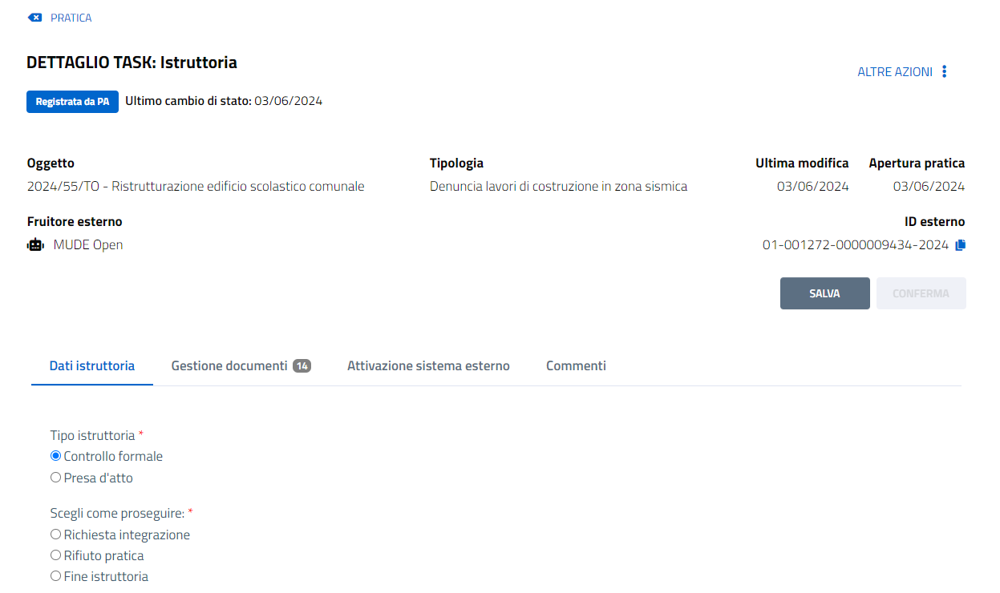 PRATICA
DETTAGLIO TASK: Istruttoria
ALTRE AZIONI
Registrata da PA Ultimo cambio di stato: 03/06/2024
Oggetto Tipologia Ultima modifica Apertura pratica
2024/55/TO - Ristrutturazione edificio scolastico comunale Denuncia lavori di costruzione in zona sismica 03/06/2024 03/06/2024
Fruitore esterno ID esterno
MUDE Open 01-001272-0000009434-2024
SALVA CONFERMA
Dati istruttoria Gestione documenti 14 Attivazione sistema esterno Commenti
Tipo istruttoria *
Controllo formale
Presa d'atto
Scegli come proseguire: *
Richiesta integrazione
Rifiuto pratica
Fine istruttoria